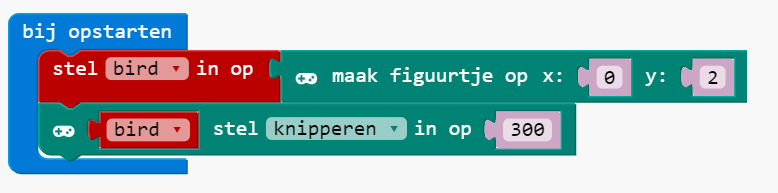 bij opstarten
stel bird in op maak figuurtje op x: 0 y: 2
bird stel knipperen in op 300